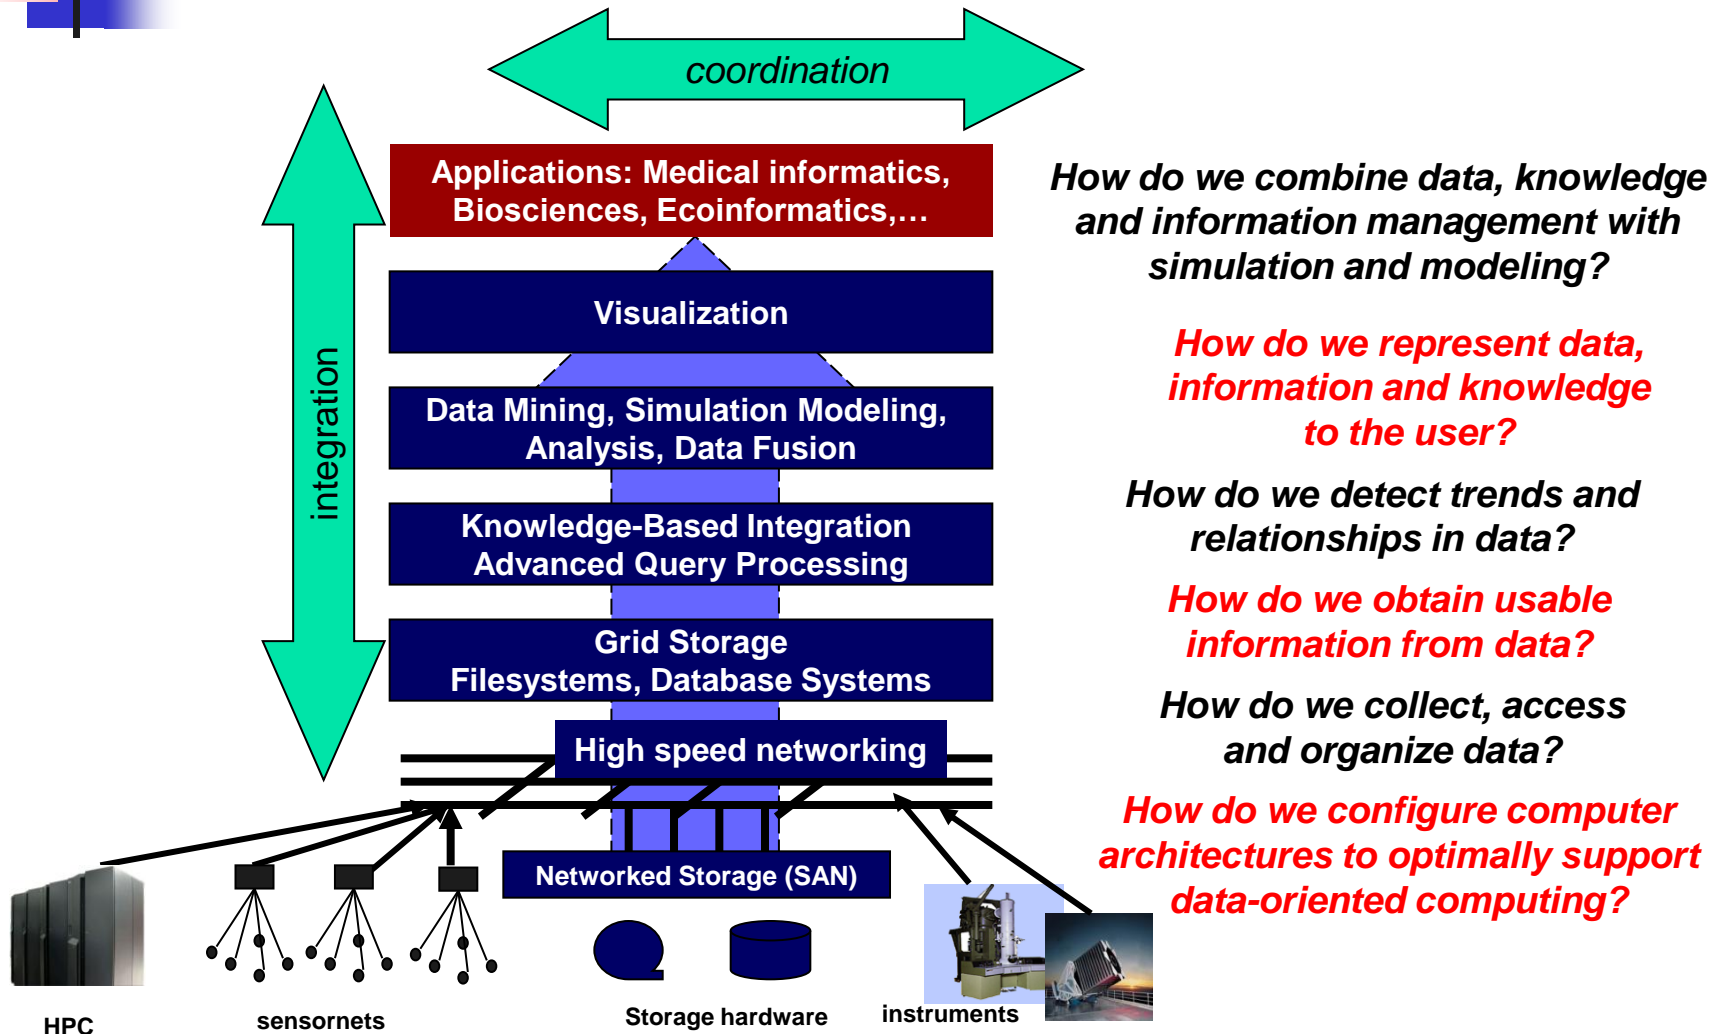 coordination
integration
Applications: Medical informatics,
Biosciences, Ecoinformatics,…
Visualization
Data Mining, Simulation Modeling,
Analysis, Data Fusion
Knowledge-Based Integration
Advanced Query Processing
Grid Storage
Filesystems, Database Systems
High speed networking
Networked Storage (SAN)
HPC
sensornets
Storage hardware
instruments
How do we combine data, knowledge
and information management with
simulation and modeling?
How do we represent data,
information and knowledge
to the user?
How do we detect trends and
relationships in data?
How do we obtain usable
information from data?
How do we collect, access
and organize data?
How do we configure computer
architectures to optimally support
data-oriented computing?